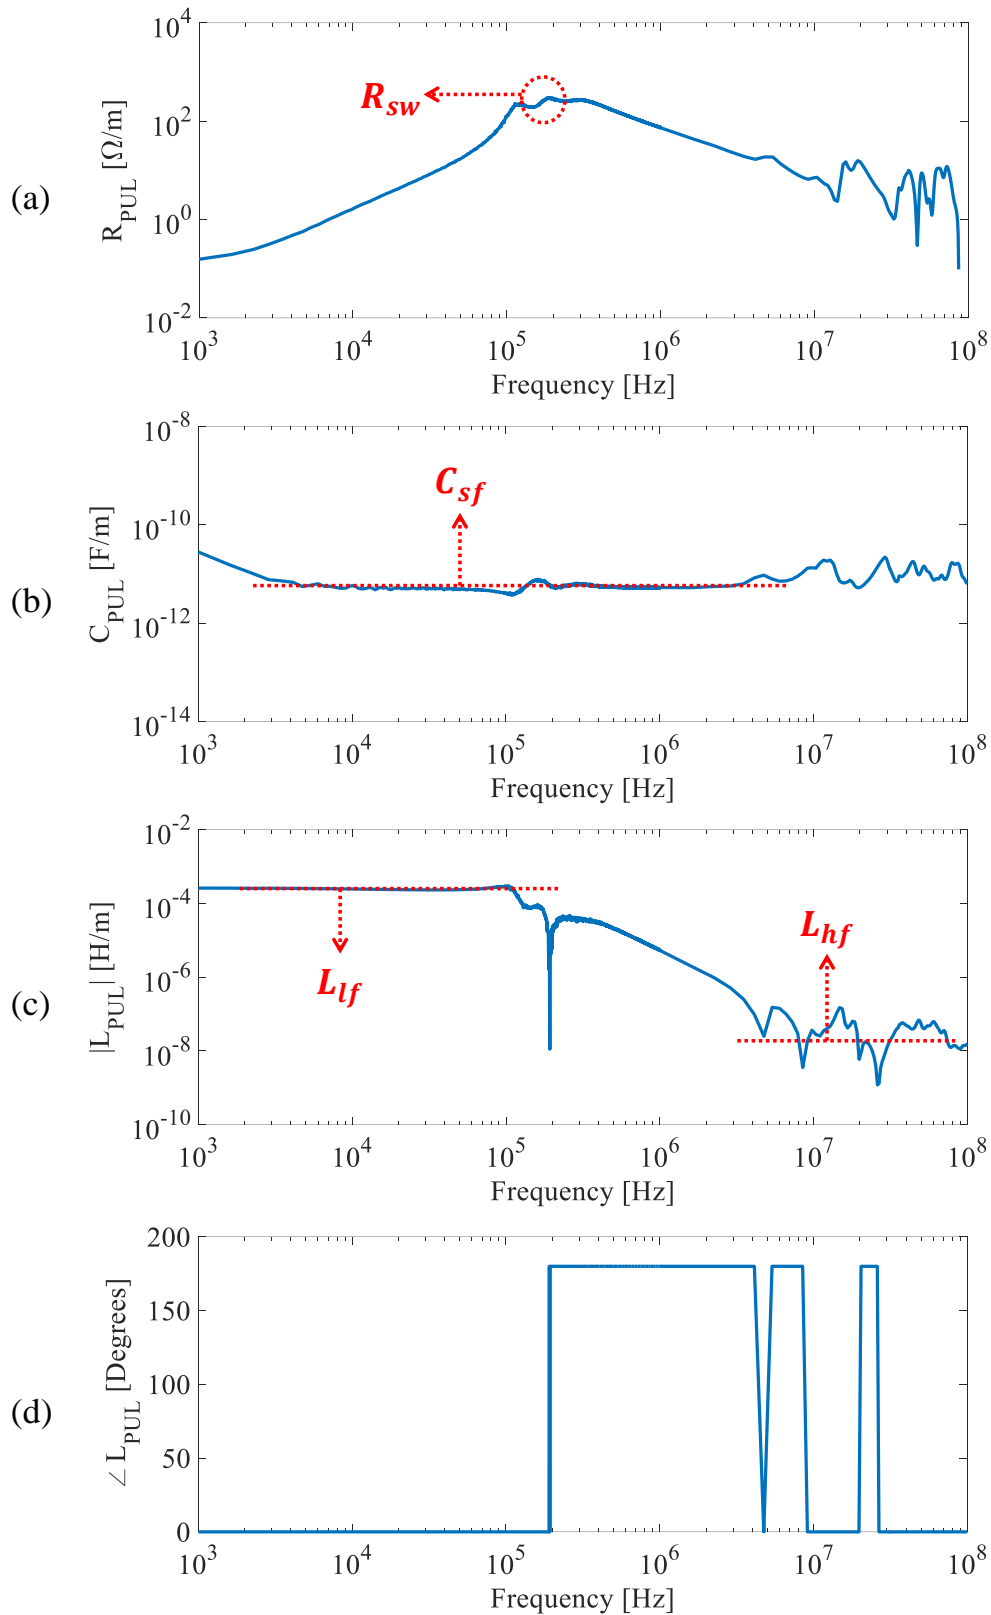 (a)
R_PUL [Ω/m]
10^4
10^2
10^0
10^-2
R_sw
10^3 10^4 10^5 10^6 10^7 10^8
Frequency [Hz]
(b)
C_PUL [F/m]
10^-8
10^-10
10^-12
10^-14
C_sf
10^3 10^4 10^5 10^6 10^7 10^8
Frequency [Hz]
(c)
|L_PUL| [H/m]
10^-2
10^-4
10^-6
10^-8
10^-10
L_lf
L_hf
10^3 10^4 10^5 10^6 10^7 10^8
Frequency [Hz]
(d)
∠ L_PUL [Degrees]
200
150
100
50
0
10^3 10^4 10^5 10^6 10^7 10^8
Frequency [Hz]